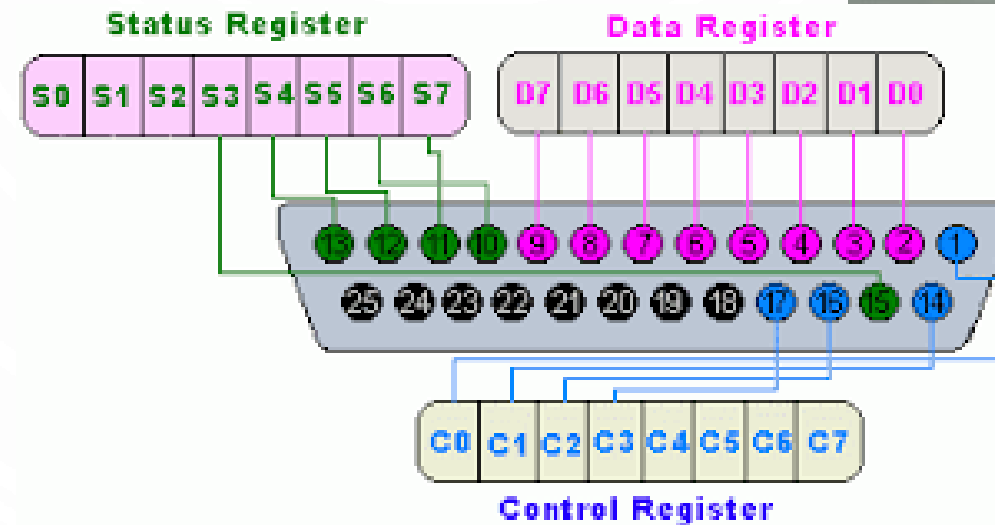 Status Register Data Register
S0 S1 S2 S3 S4 S5 S6 S7 D7 D6 D5 D4 D3 D2 D1 D0
13 12 11 10 9 8 7 6 5 4 3 2 1
25 24 23 22 21 20 19 18 17 16 15 14
C0 C1 C2 C3 C4 C5 C6 C7
Control Register